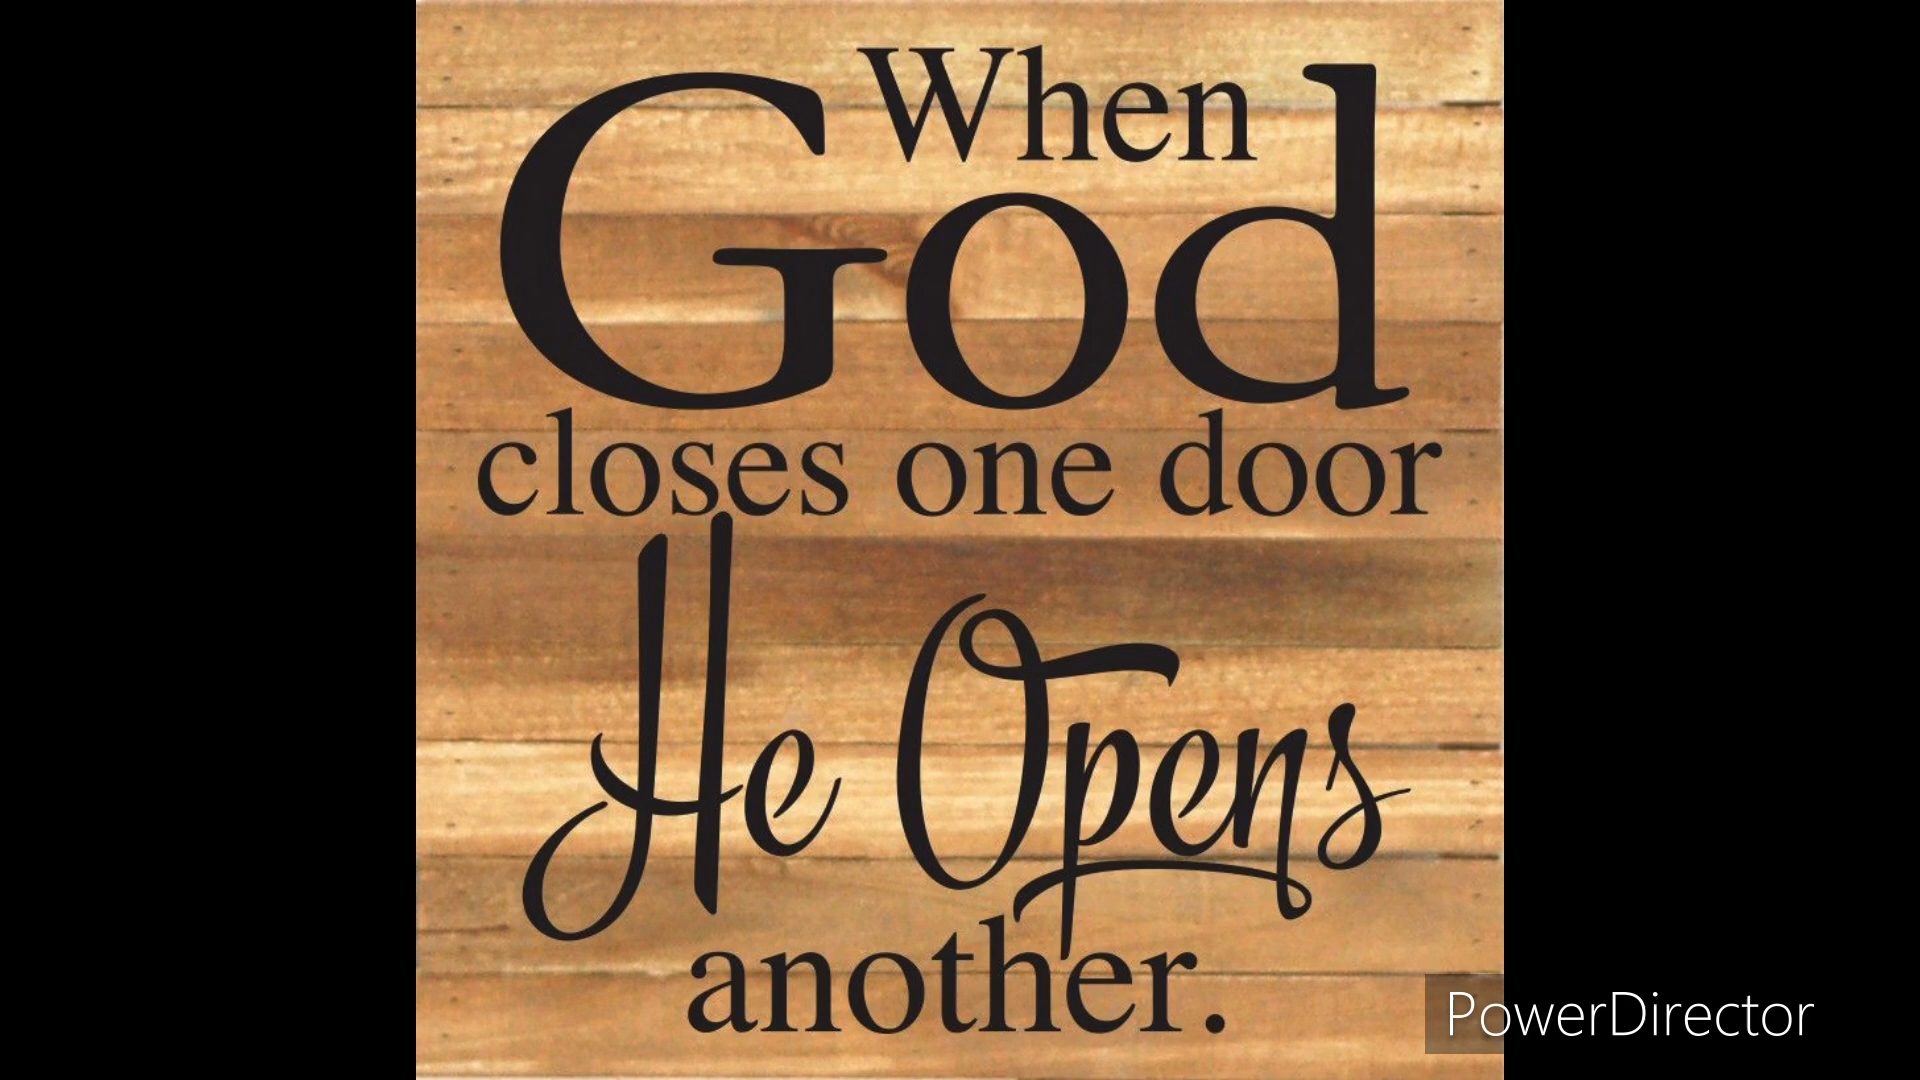 When
God
closes one door
He Opens
another.
PowerDirector